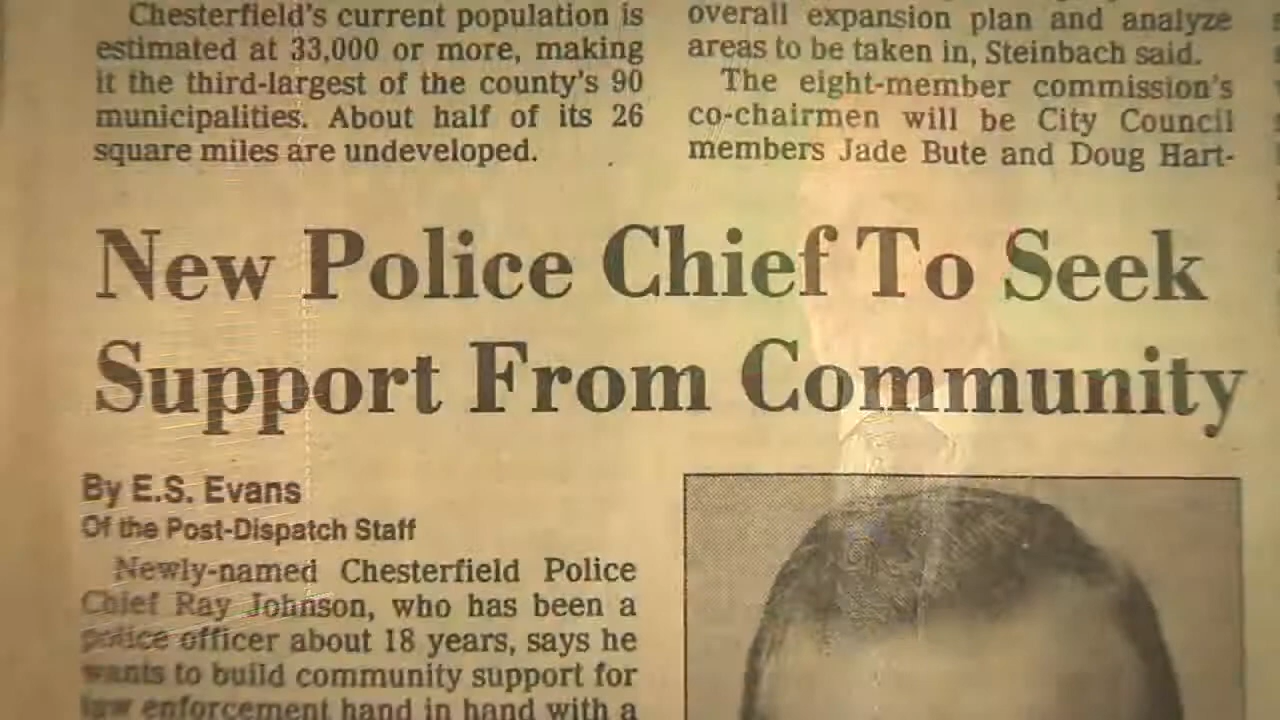 Chesterfield's current population is
estimated at 33,000 or more, making
it the third-largest of the county's 90
municipalities. About half of its 26
square miles are undeveloped.
overall expansion plan and analyze
areas to be taken in, Steinbach said.
The eight-member commission's
co-chairmen will be City Council
members Jade Bute and Doug Hart-
New Police Chief To Seek
Support From Community
By E.S. Evans
Of the Post-Dispatch Staff
Newly-named Chesterfield Police
Chief Ray Johnson, who has been a
police officer about 18 years, says he
wants to build community support for
law enforcement hand in hand with a